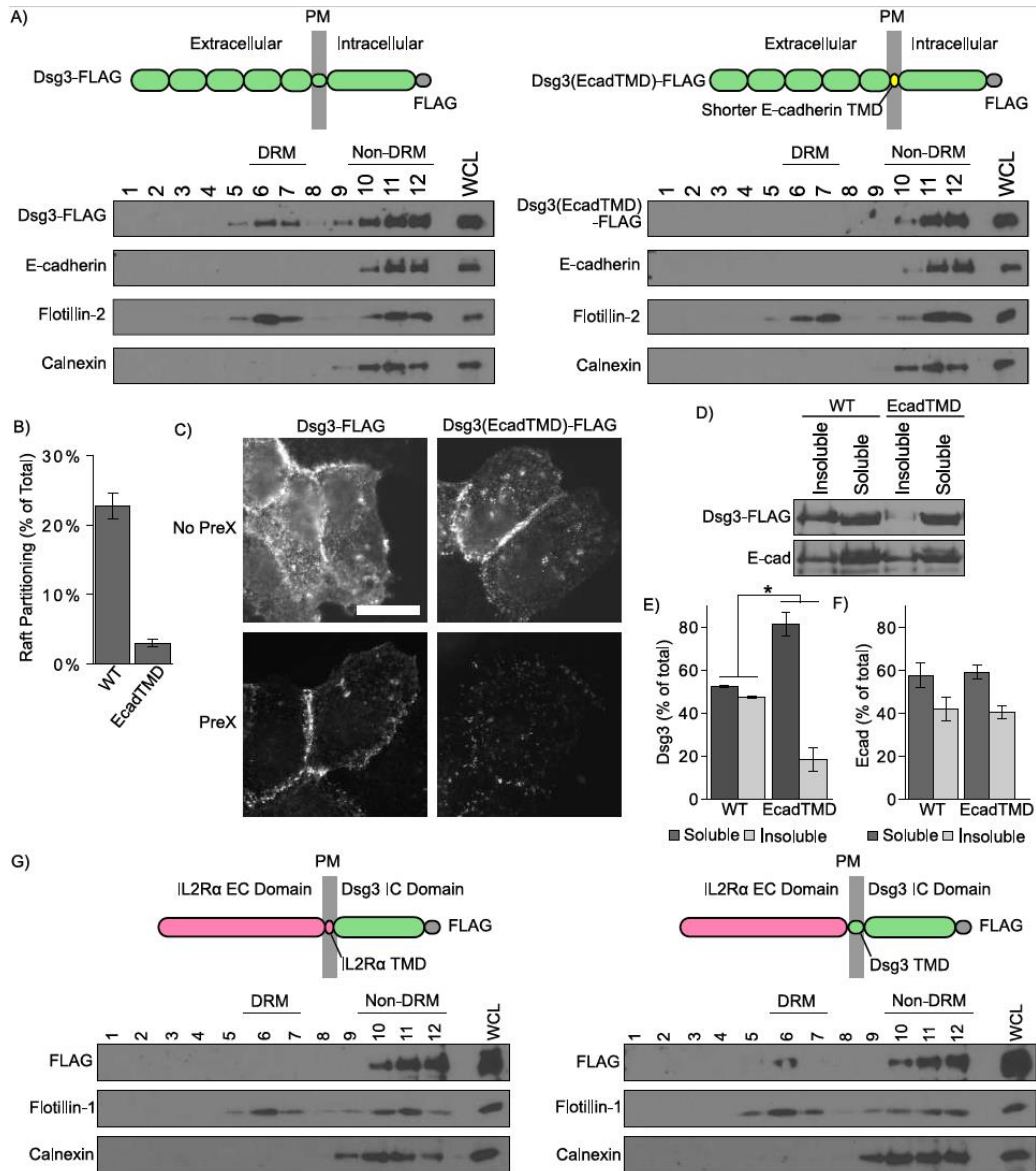 A)
PM
Extracellular
Intracellular
Dsg3-FLAG
FLAG
DRM
Non-DRM
1 2 3 4 5 6 7 8 9 10 11 12 WCL
Dsg3-FLAG
E-cadherin
Flotillin-2
Calnexin
PM
Extracellular
Intracellular
Dsg3(EcadTMD)-FLAG
Shorter E-cadherin TMD
FLAG
DRM
Non-DRM
1 2 3 4 5 6 7 8 9 10 11 12 WCL
Dsg3(EcadTMD)
-FLAG
E-cadherin
Flotillin-2
Calnexin
B)
Raft Partitioning (% of Total)
30%
20%
10%
0%
WT
EcadTMD
C)
Dsg3-FLAG
Dsg3(EcadTMD)-FLAG
No PreX
PreX
D)
WT
EcadTMD
Insoluble
Soluble
Insoluble
Soluble
Dsg3-FLAG
E-cad
E)
Dsg3 (% of total)
80
60
40
20
0
*
WT
EcadTMD
Soluble
Insoluble
F)
Ecad (% of total)
80
60
40
20
0
WT
EcadTMD
Soluble
Insoluble
G)
PM
IL2Rα EC Domain
Dsg3 IC Domain
FLAG
IL2Rα TMD
DRM
Non-DRM
1 2 3 4 5 6 7 8 9 10 11 12 WCL
FLAG
Flotillin-1
Calnexin
PM
IL2Rα EC Domain
Dsg3 IC Domain
FLAG
Dsg3 TMD
DRM
Non-DRM
1 2 3 4 5 6 7 8 9 10 11 12 WCL
FLAG
Flotillin-1
Calnexin